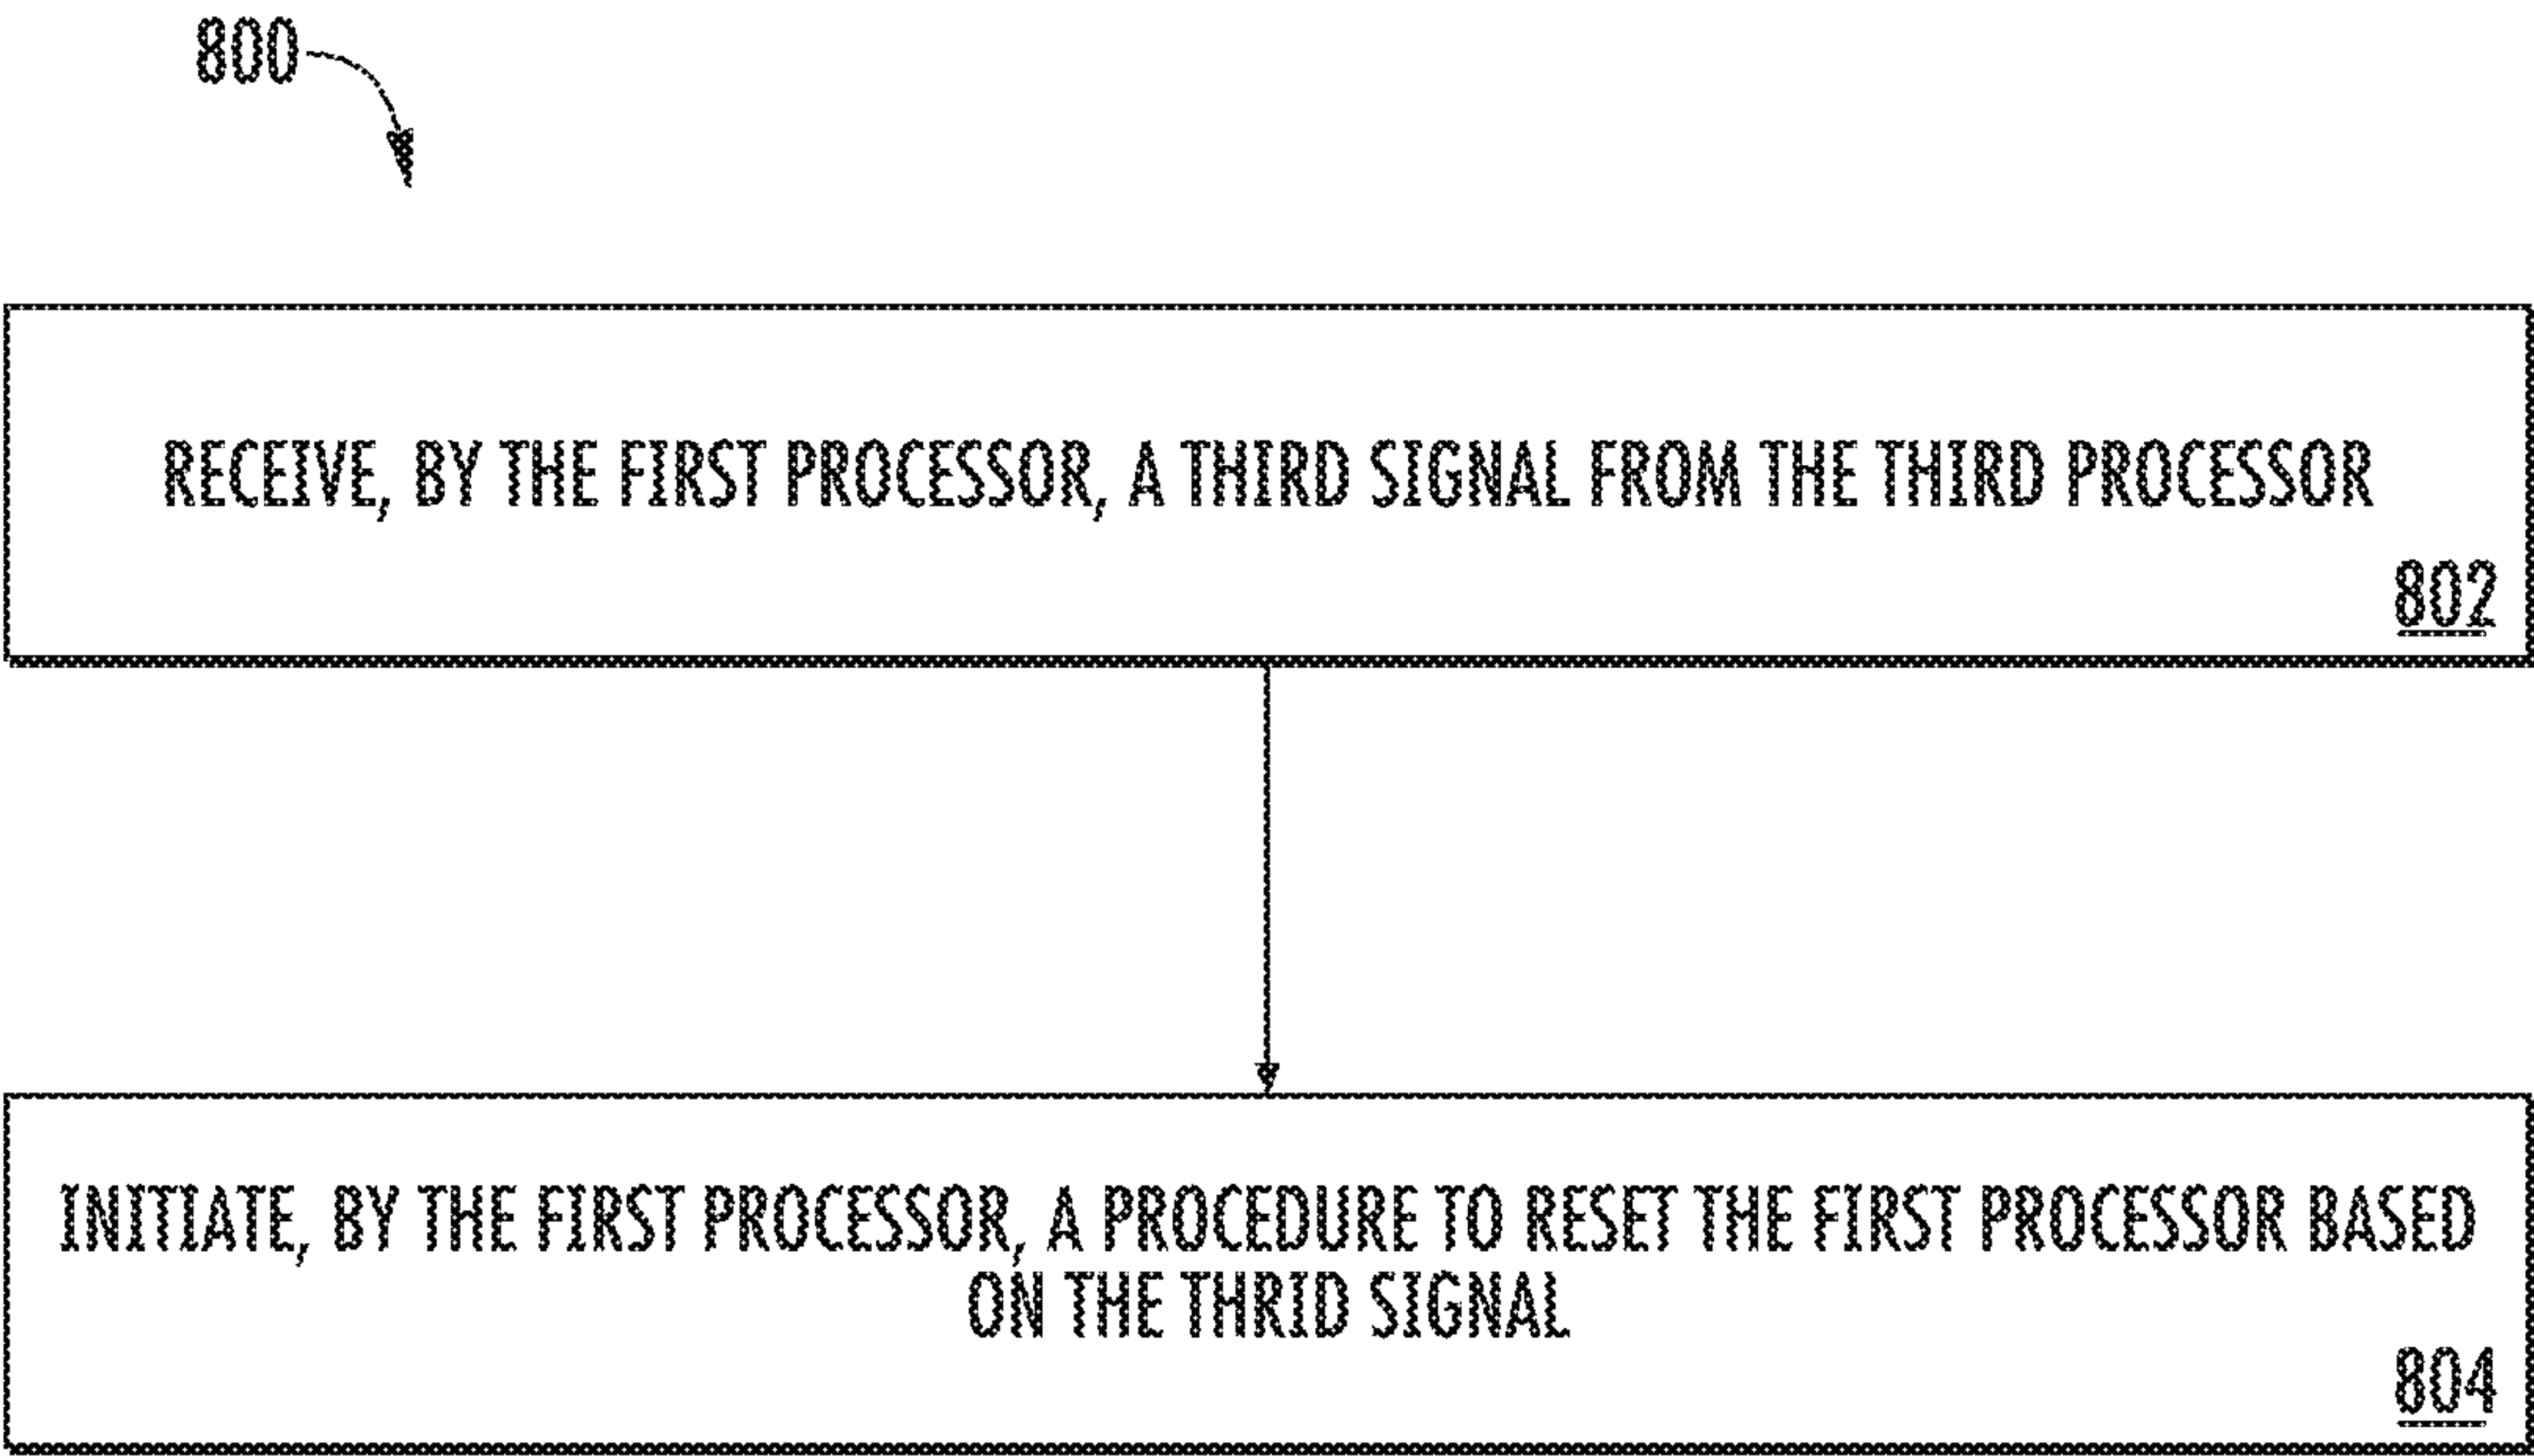 800
RECEIVE, BY THE FIRST PROCESSOR, A THIRD SIGNAL FROM THE THIRD PROCESSOR
802
INITIATE, BY THE FIRST PROCESSOR, A PROCEDURE TO RESET THE FIRST PROCESSOR BASED
ON THE THRID SIGNAL
804